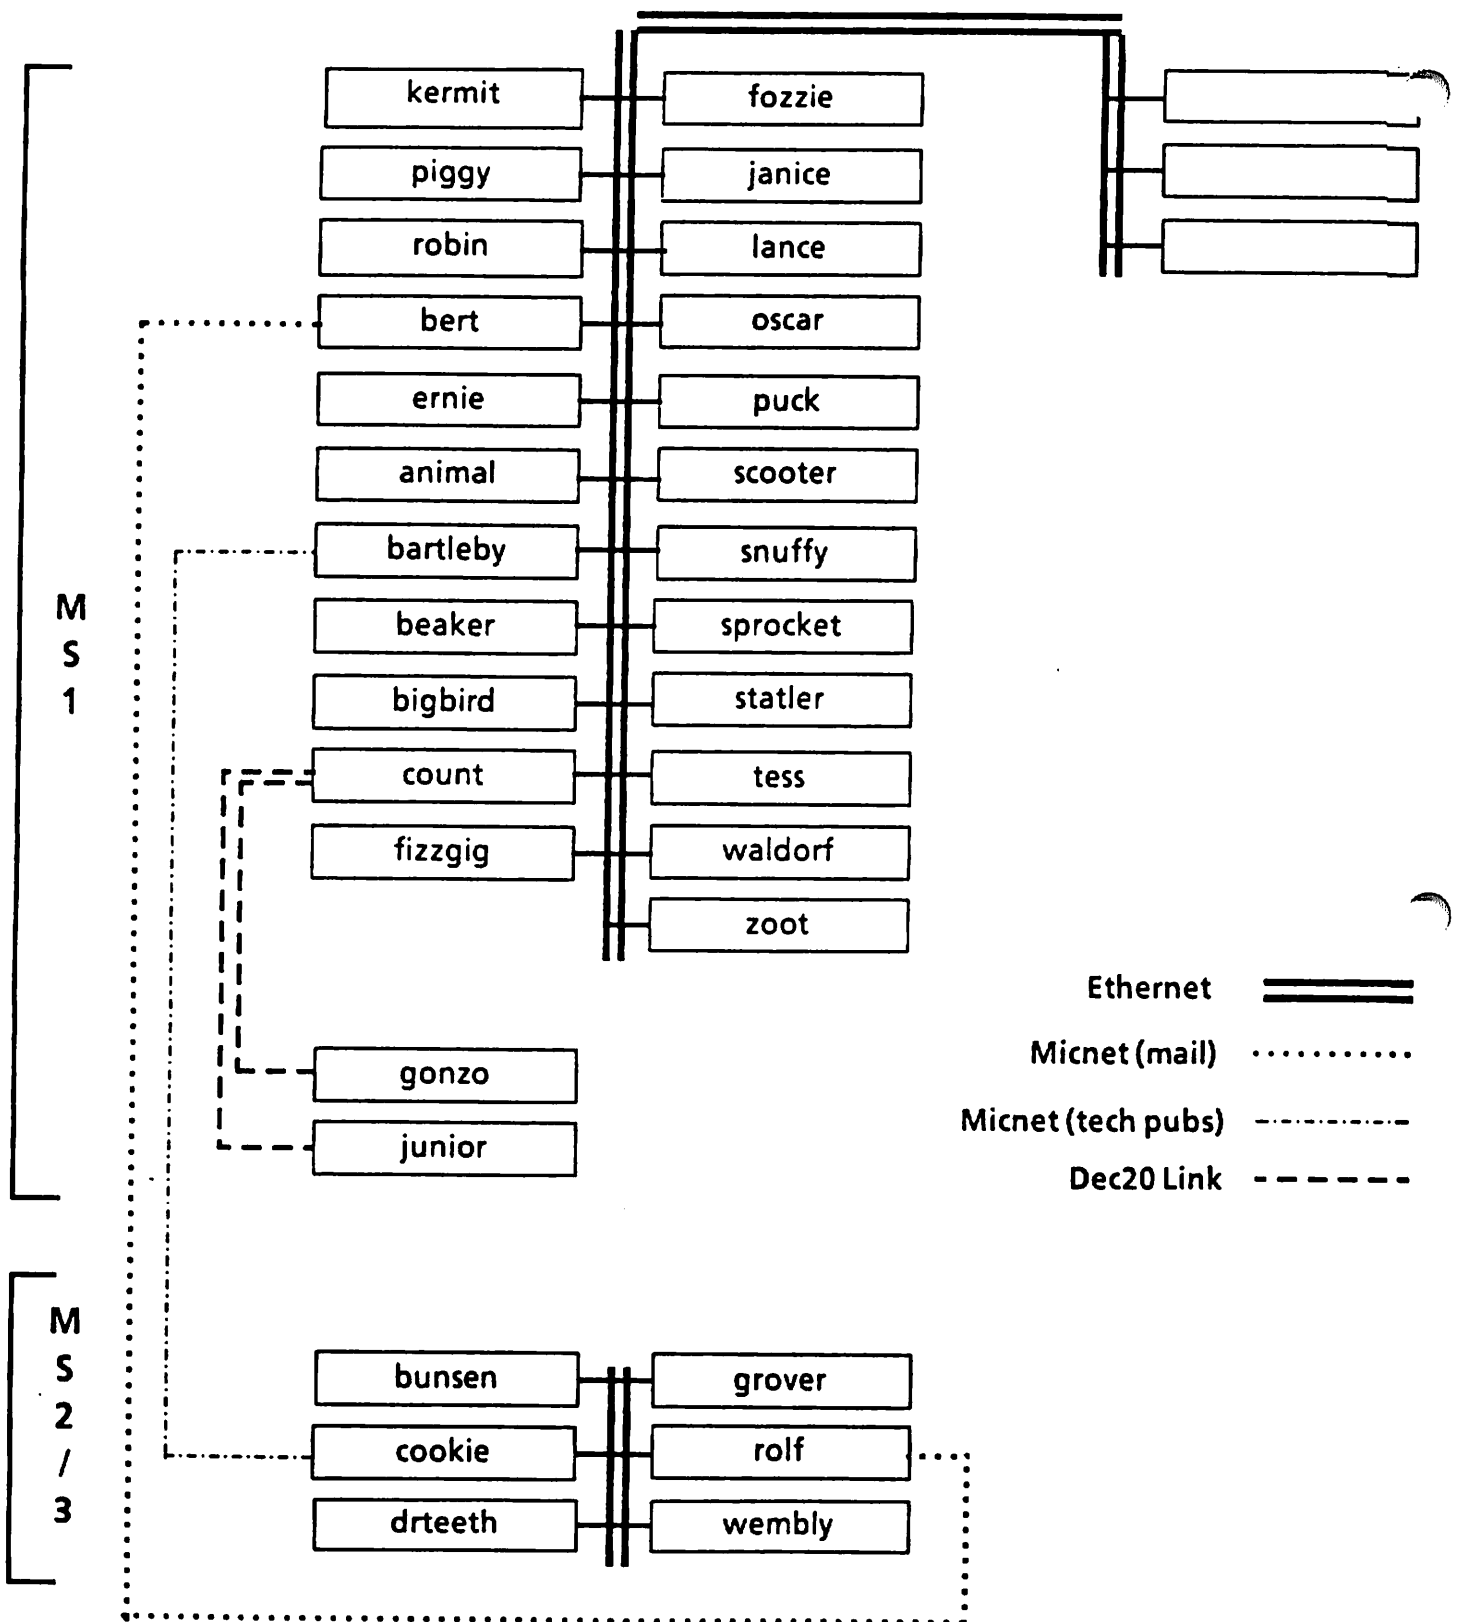 kermit fozzie
piggy janice
robin lance
bert oscar
ernie puck
animal scooter
bartleby snuffy
beaker sprocket
bigbird statler
count tess
fizzgig waldorf
zoot
M
S
1
gonzo
junior
Ethernet
Micnet (mail)
Micnet (tech pubs)
Dec20 Link
M
S
2
/
3
bunsen grover
cookie rolf
drteeth wembly